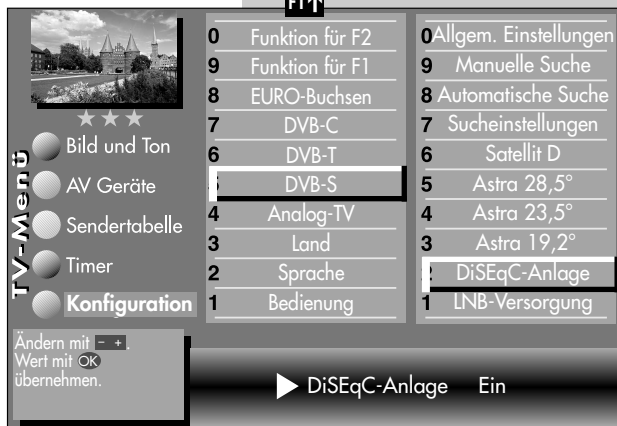 TV-Menü
Bild und Ton
AV Geräte
Sendertabelle
Timer
Konfiguration
0 Funktion für F2
9 Funktion für F1
8 EURO-Buchsen
7 DVB-C
6 DVB-T
DVB-S
4 Analog-TV
3 Land
2 Sprache
1 Bedienung
0 Allgem. Einstellungen
9 Manuelle Suche
8 Automatische Suche
7 Sucheinstellungen
6 Satellit D
5 Astra 28,5°
4 Astra 23,5°
3 Astra 19,2°
2 DiSEqC-Anlage
1 LNB-Versorgung
Ändern mit - + .
Wert mit OK
übernehmen.
DiSEqC-Anlage Ein